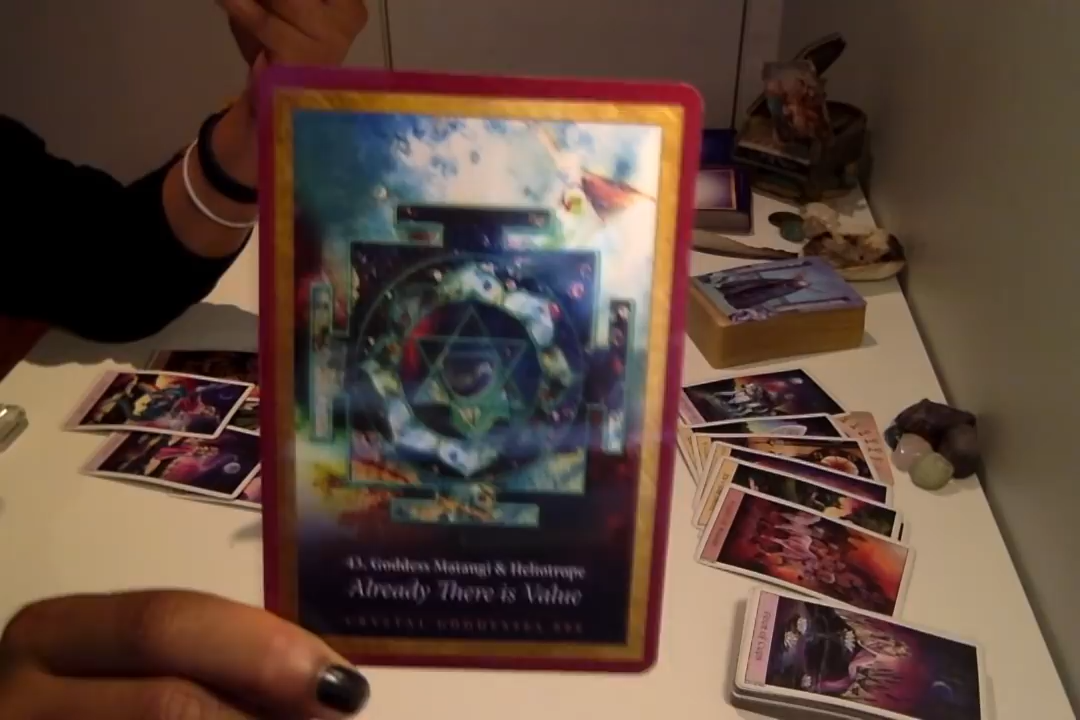 43. Goddess Matangi & Heliotrope
Already There is Value
CRYSTAL GODDESSES 888